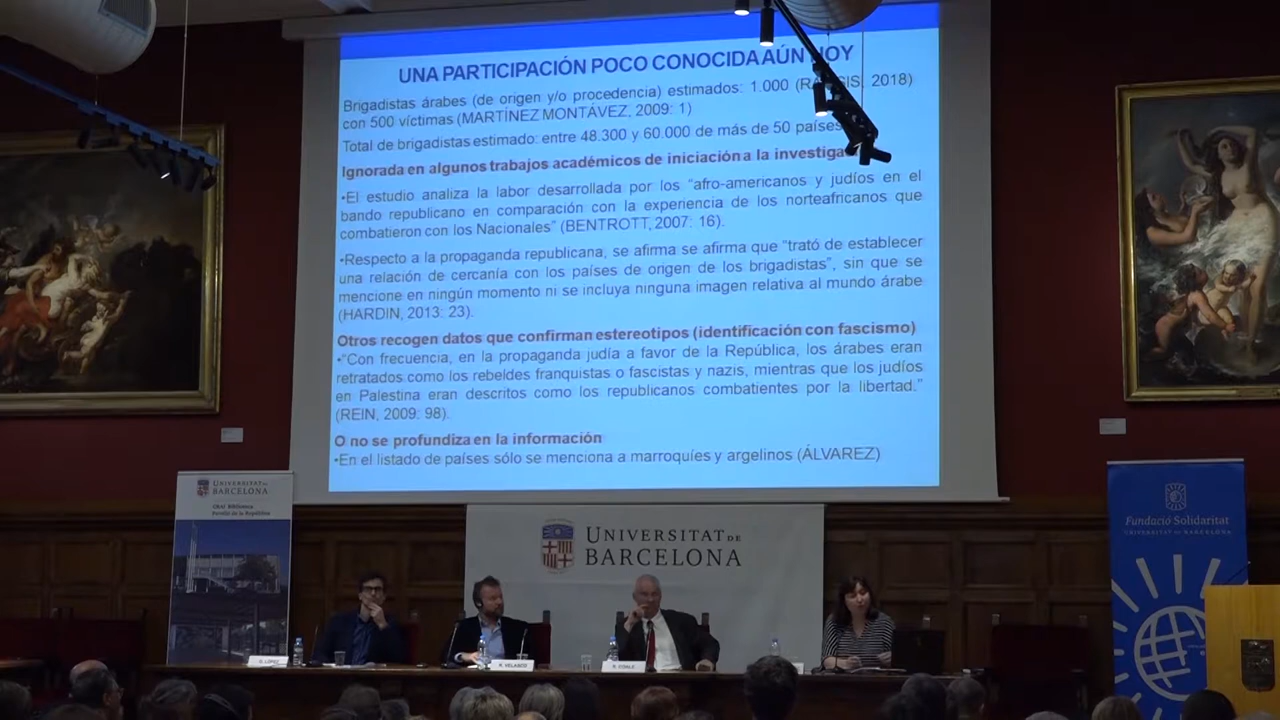 UNA PARTICIPACIÓN POCO CONOCIDA AÚN HOY
Brigadistas árabes (de origen y/o procedencia) estimados: 1.000 ( 2018)
con 500 víctimas (MARTÍNEZ MONTÁVEZ, 2009: 1)
Total de brigadistas estimado: entre 48.300 y 60.000 de más de 50 países
Ignorada en algunos trabajos académicos de iniciación a la
•El estudio analiza la labor desarrollada por los “afro-americanos y judíos en el
bando republicano en comparación con la experiencia de los norteafricanos que
combatieron con los Nacionales” (BENTROTT, 2007: 16).
•Respecto a la propaganda republicana, se afirma se afirma que “trató de establecer
una relación de cercanía con los países de origen de los brigadistas”, sin que se
mencione en ningún momento ni se incluya ninguna imagen relativa al mundo árabe
(HARDIN, 2013: 23).
Otros recogen datos que confirman estereotipos (identificación con fascismo)
•“Con frecuencia, en la propaganda judía a favor de la República, los árabes eran
retratados como los rebeldes franquistas o fascistas y nazis, mientras que los judíos
en Palestina eran descritos como los republicanos combatientes por la libertad.”
(REIN, 2009: 98).
O no se profundiza en la información
•En el listado de países sólo se menciona a marroquíes y argelinos (ÁLVAREZ)
UNIVERSITAT DE
BARCELONA
CRAI Biblioteca
Pavelló de la República
UNIVERSITAT DE
BARCELONA
Fundació Solidaritat
UNIVERSITAT DE BARCELONA
G. LÓPEZ
R. VELASCO